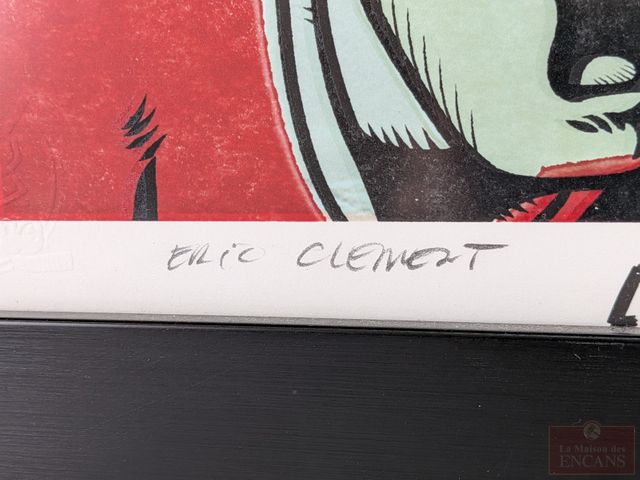 ERIC CLEMENT
La Maison des
ENCANS